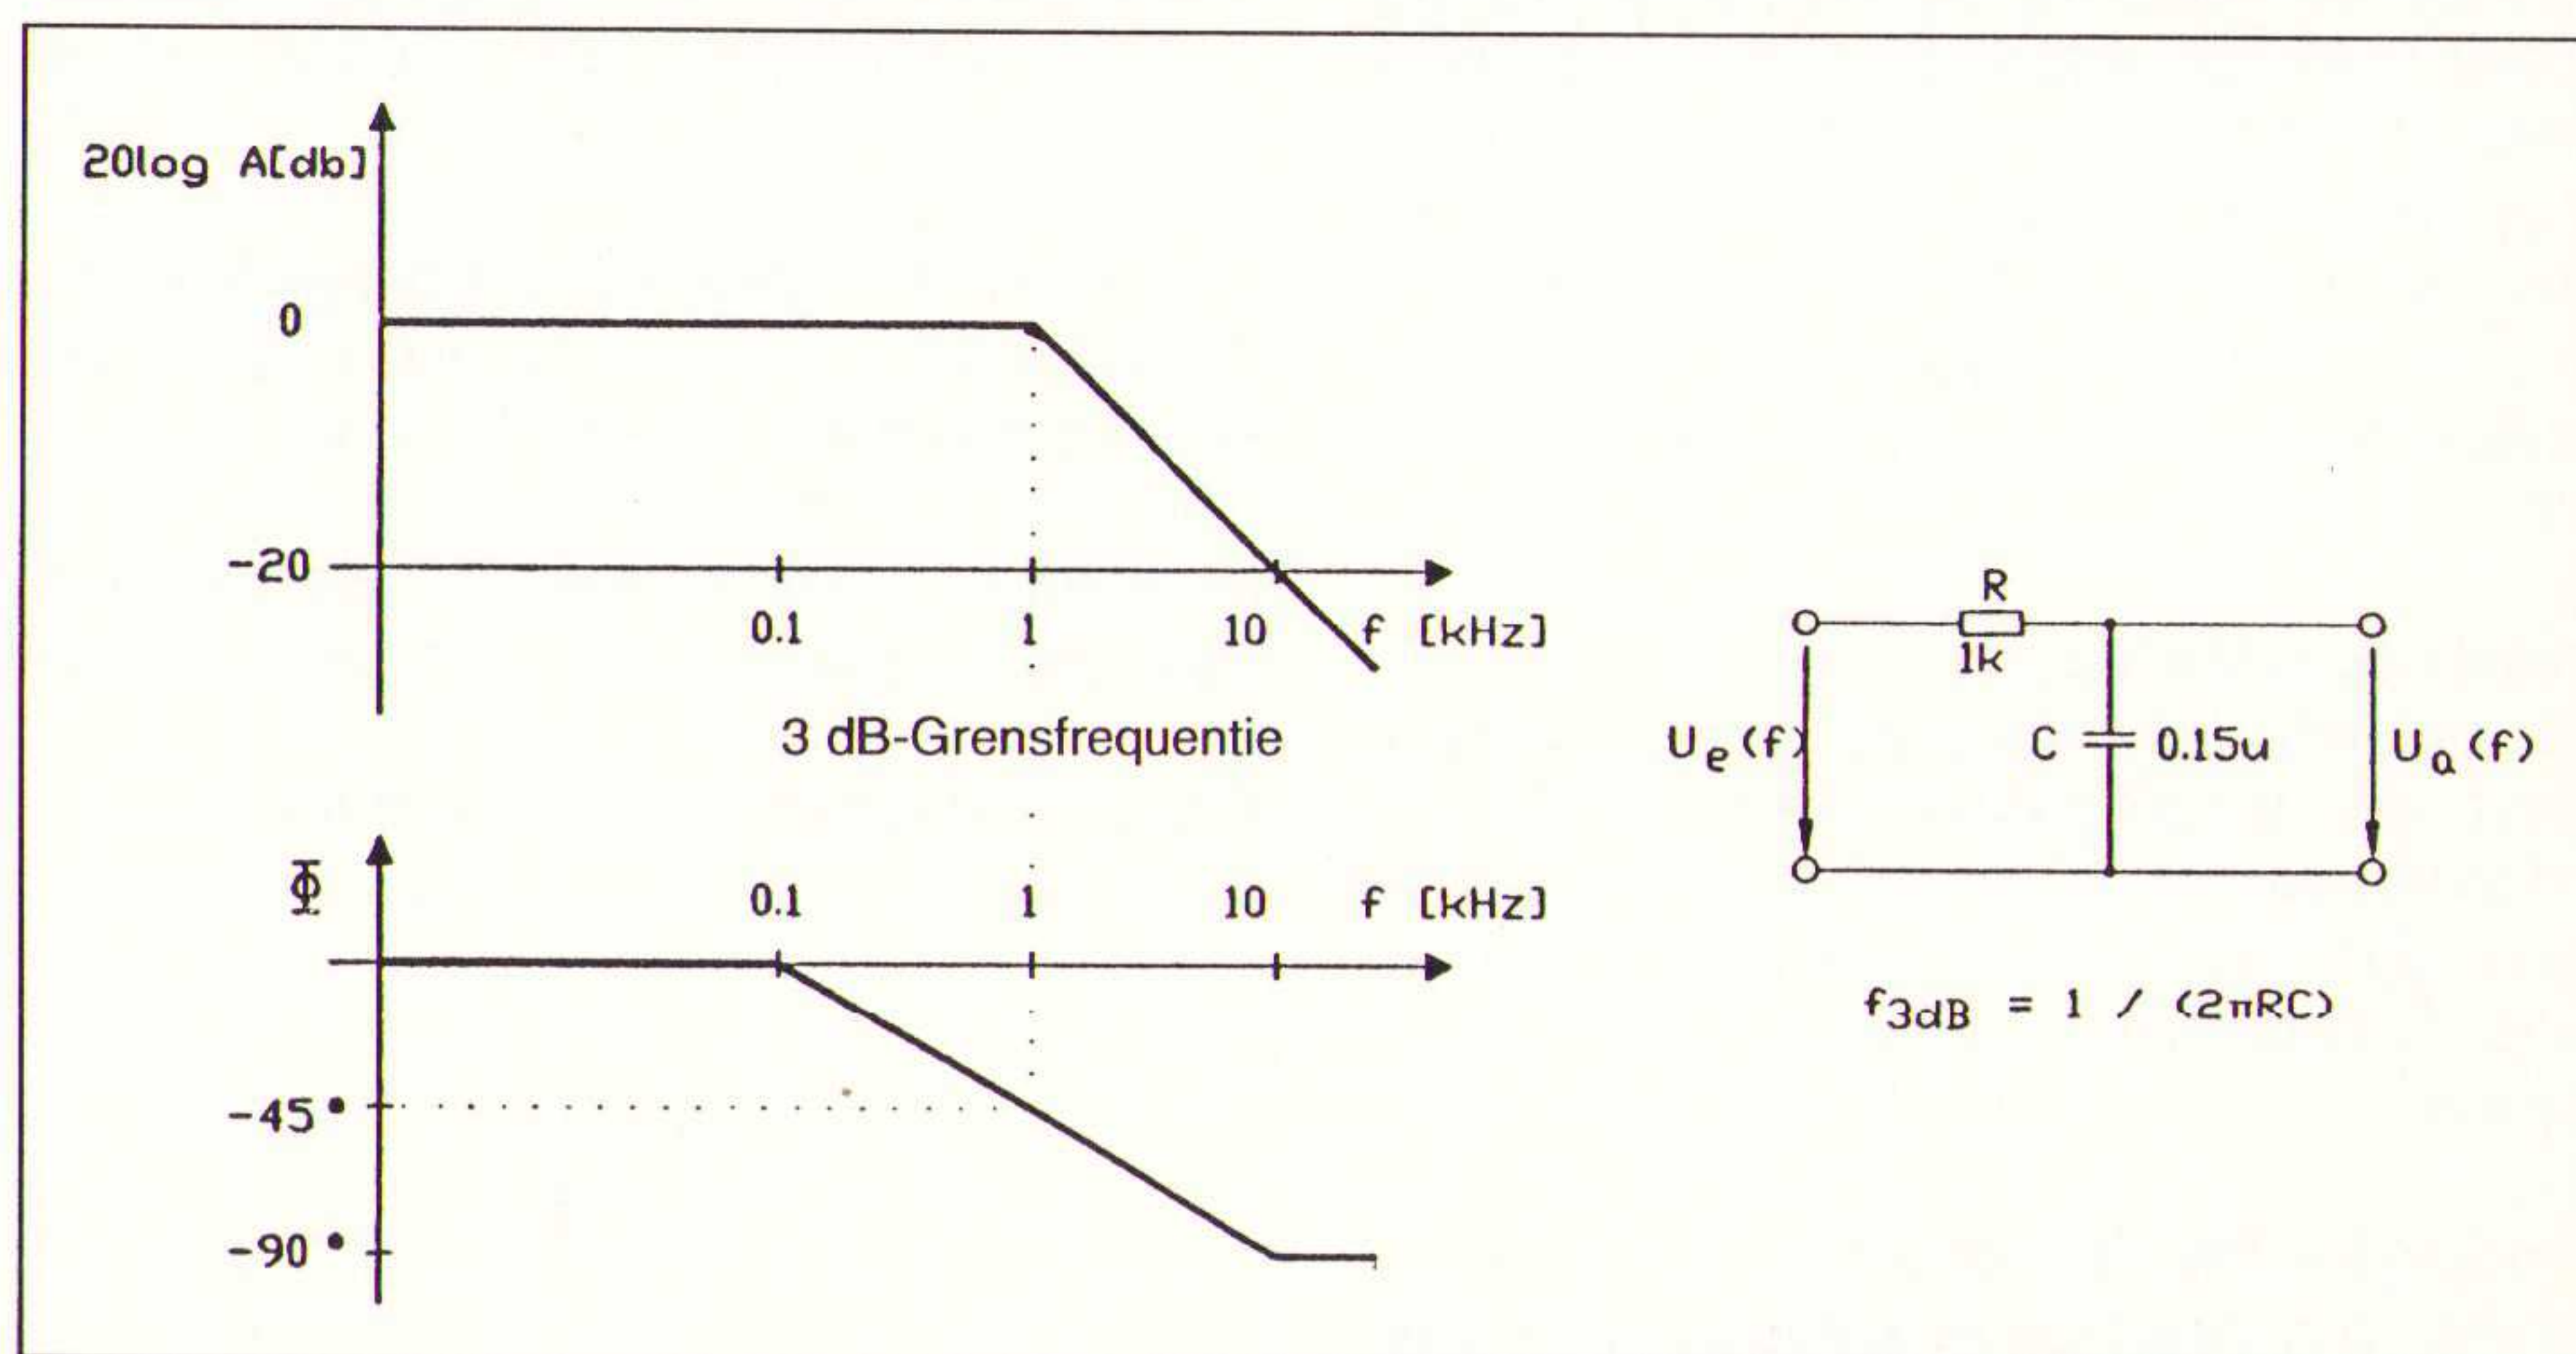 20log A[db]
0
-20
0.1 1 10 f [kHz]
3 dB-Grensfrequentie
Φ
0.1 1 10 f [kHz]
-45°
-90°
R
1k
Ue(f)
C
0.15u
Ua(f)
f3dB = 1 / (2πRC)